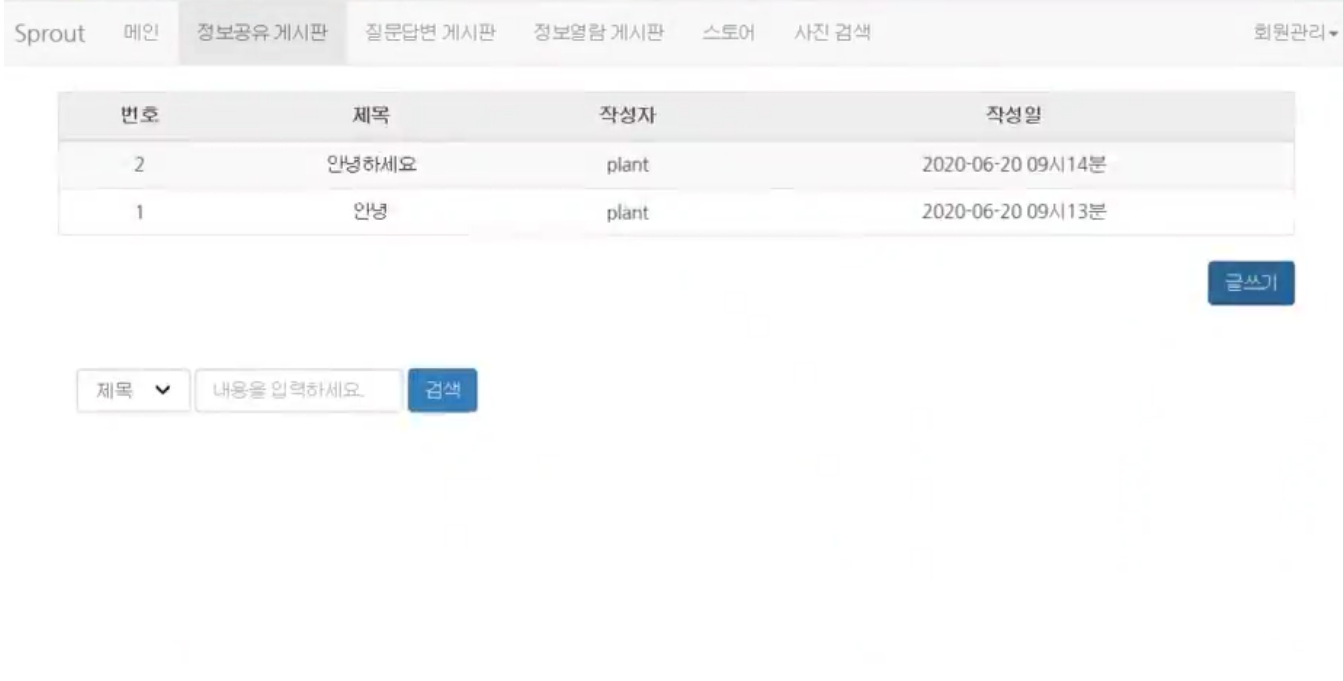 Sprout 메인 정보공유 게시판 질문답변 게시판 정보열람 게시판 스토어 사진 검색 회원관리
번호 제목 작성자 작성일
2 안녕하세요 plant 2020-06-20 09시14분
1 안녕 plant 2020-06-20 09시13분
글쓰기
제목 내용을 입력하세요. 검색